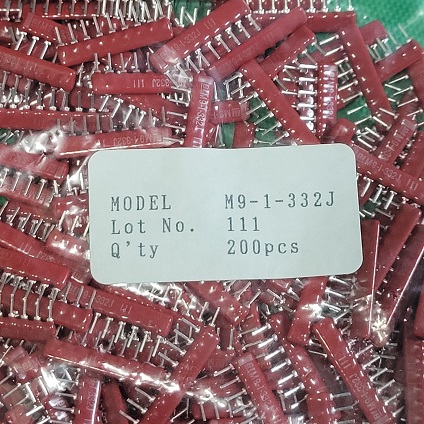 MODEL M9-1-332J
Lot No. 111
Q'ty 200pcs